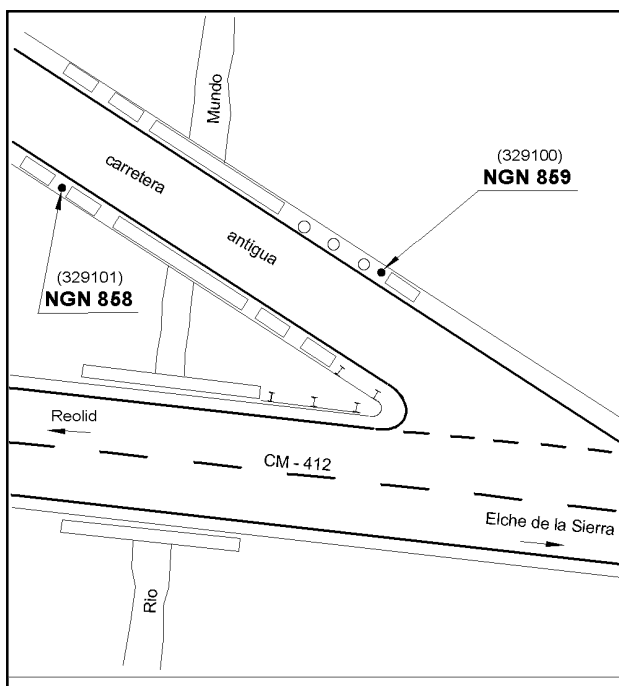 Mundo
(329100)
NGN 859
carretera
antigua
(329101)
NGN 858
Reolid
CM - 412
Elche de la Sierra
Rio